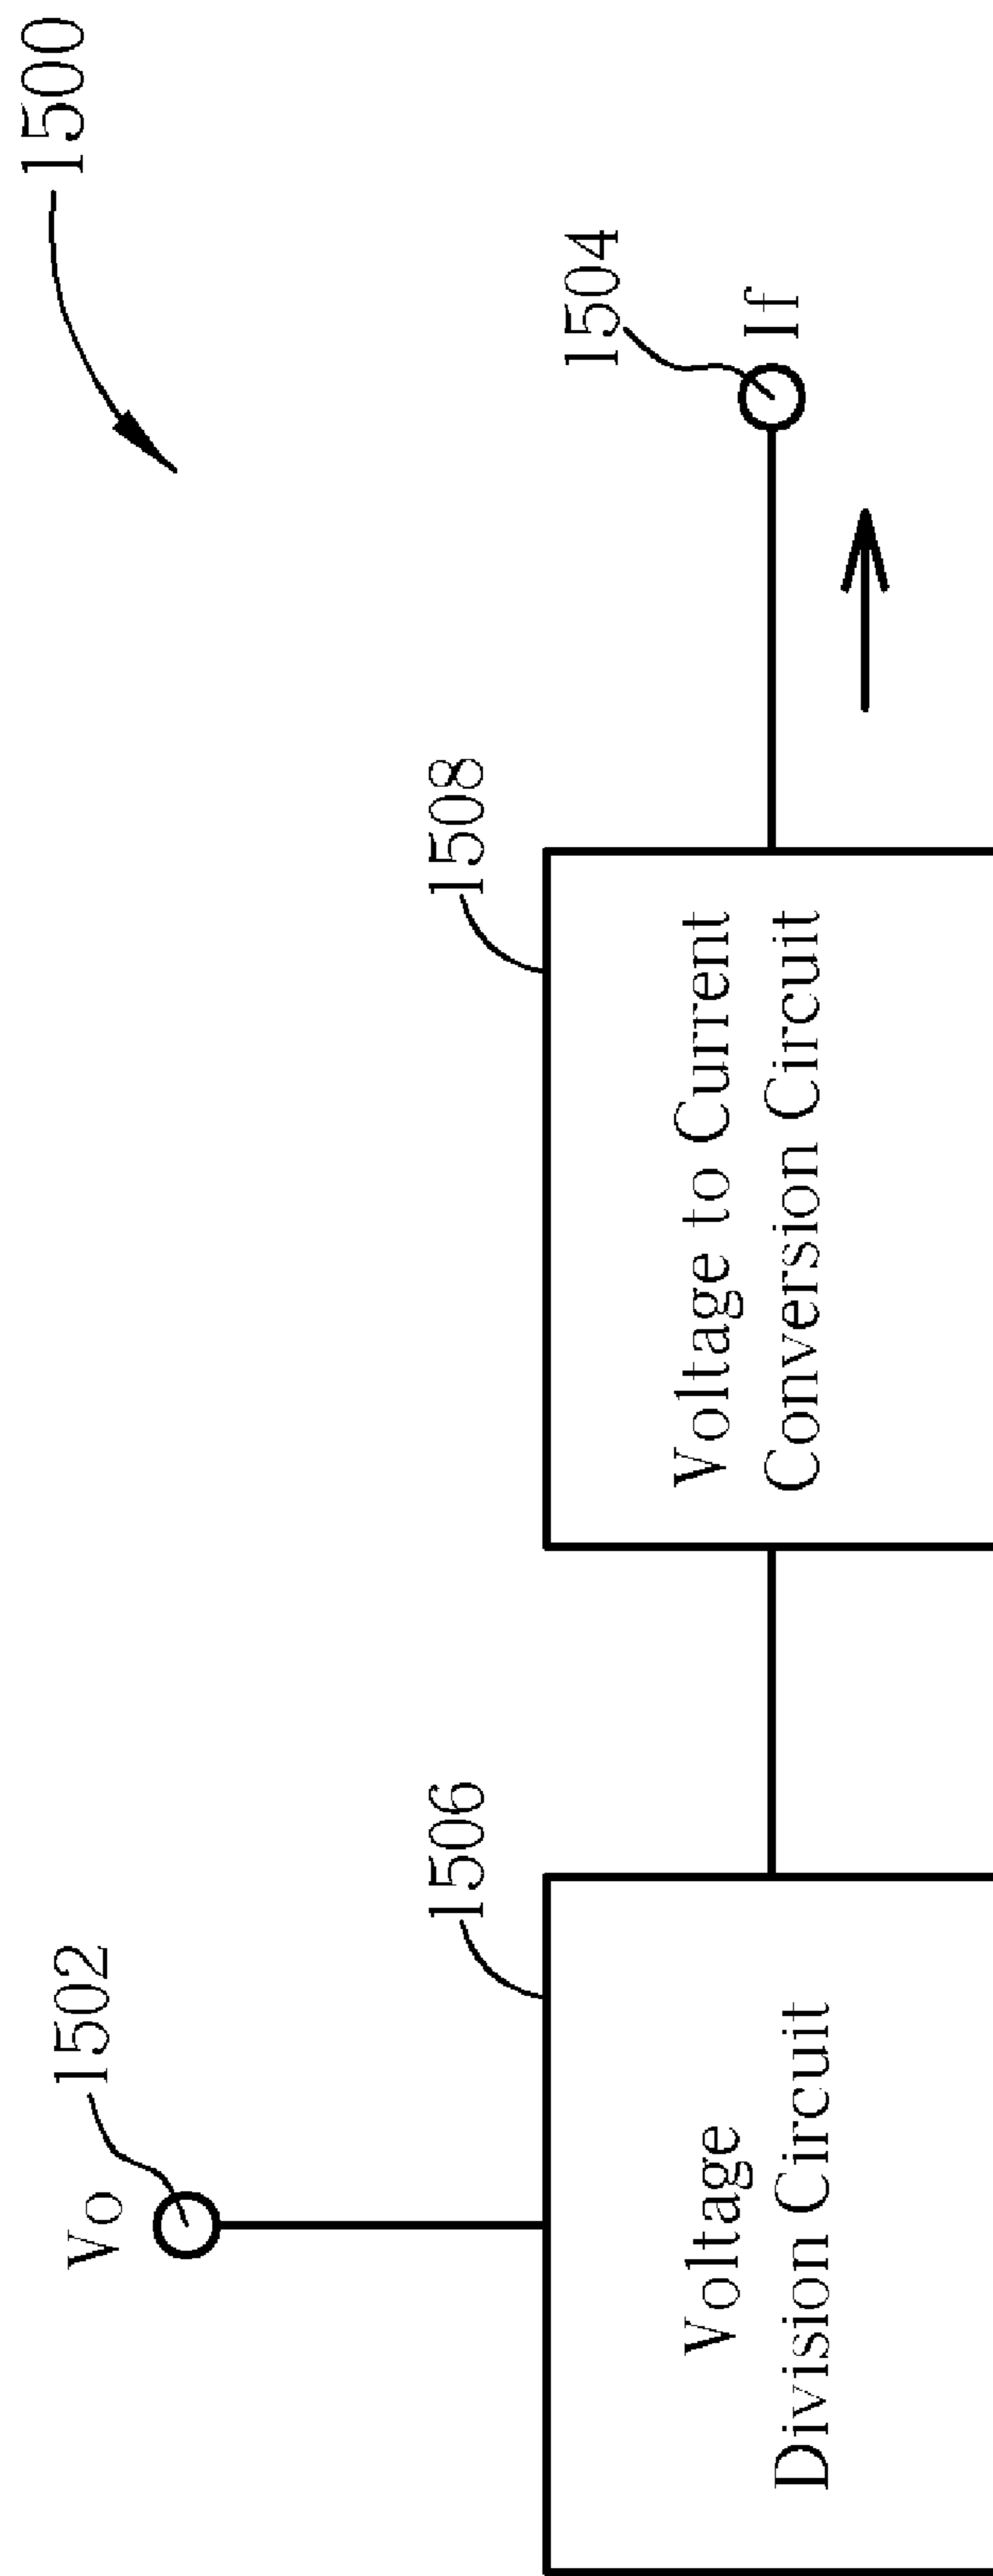 1500
Vo
1502
1506
Voltage
Division Circuit
1508
Voltage to Current
Conversion Circuit
1504
If